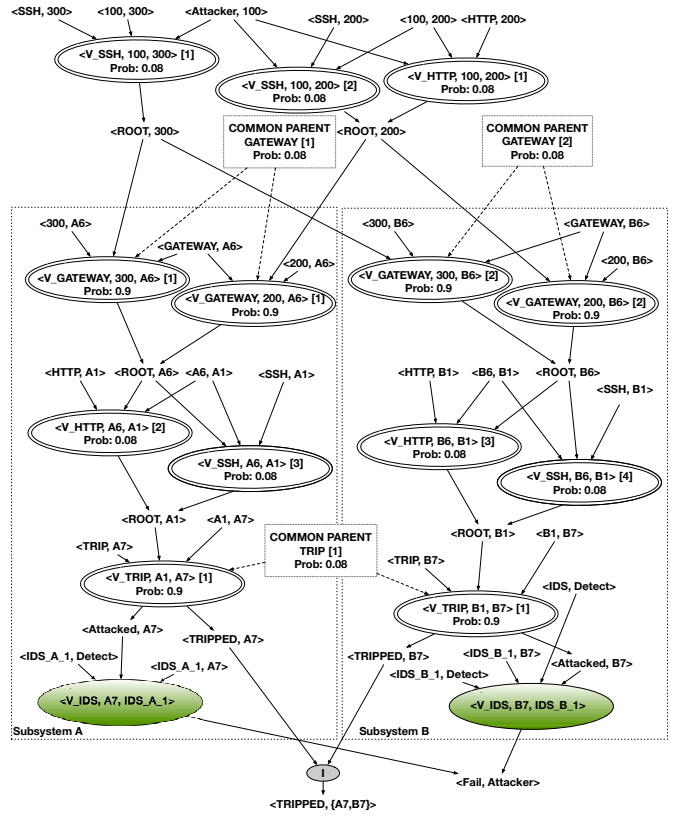 <SSH, 300>
<100, 300>
<Attacker, 100>
<SSH, 200>
<100, 200>
<HTTP, 200>
<V_SSH, 100, 300> [1]
Prob: 0.08
<V_SSH, 100, 200> [2]
Prob: 0.08
<V_HTTP, 100, 200> [1]
Prob: 0.08
<ROOT, 300>
COMMON PARENT
GATEWAY [1]
Prob: 0.08
<ROOT, 200>
COMMON PARENT
GATEWAY [2]
Prob: 0.08
<300, A6>
<GATEWAY, A6>
<200, A6>
<V_GATEWAY, 300, A6> [1]
Prob: 0.9
<V_GATEWAY, 200, A6> [1]
Prob: 0.9
<300, B6>
<GATEWAY, B6>
<200, B6>
<V_GATEWAY, 300, B6> [2]
Prob: 0.9
<V_GATEWAY, 200, B6> [2]
Prob: 0.9
<HTTP, A1>
<ROOT, A6>
<A6, A1>
<SSH, A1>
<HTTP, B1>
<B6, B1>
<ROOT, B6>
<SSH, B1>
<V_HTTP, A6, A1> [2]
Prob: 0.08
<V_SSH, A6, A1> [3]
Prob: 0.08
<V_HTTP, B6, B1> [3]
Prob: 0.08
<V_SSH, B6, B1> [4]
Prob: 0.08
<ROOT, A1>
<A1, A7>
<TRIP, A7>
COMMON PARENT
TRIP [1]
Prob: 0.08
<ROOT, B1>
<B1, B7>
<TRIP, B7>
<IDS, Detect>
<V_TRIP, A1, A7> [1]
Prob: 0.9
<V_TRIP, B1, B7> [1]
Prob: 0.9
<Attacked, A7>
<TRIPPED, A7>
<IDS_A_1, Detect>
<IDS_A_1, A7>
<TRIPPED, B7>
<IDS_B_1, B7>
<Attacked, B7>
<IDS_B_1, Detect>
<V_IDS, A7, IDS_A_1>
<V_IDS, B7, IDS_B_1>
Subsystem A
Subsystem B
I
<Fail, Attacker>
<TRIPPED, {A7,B7}>